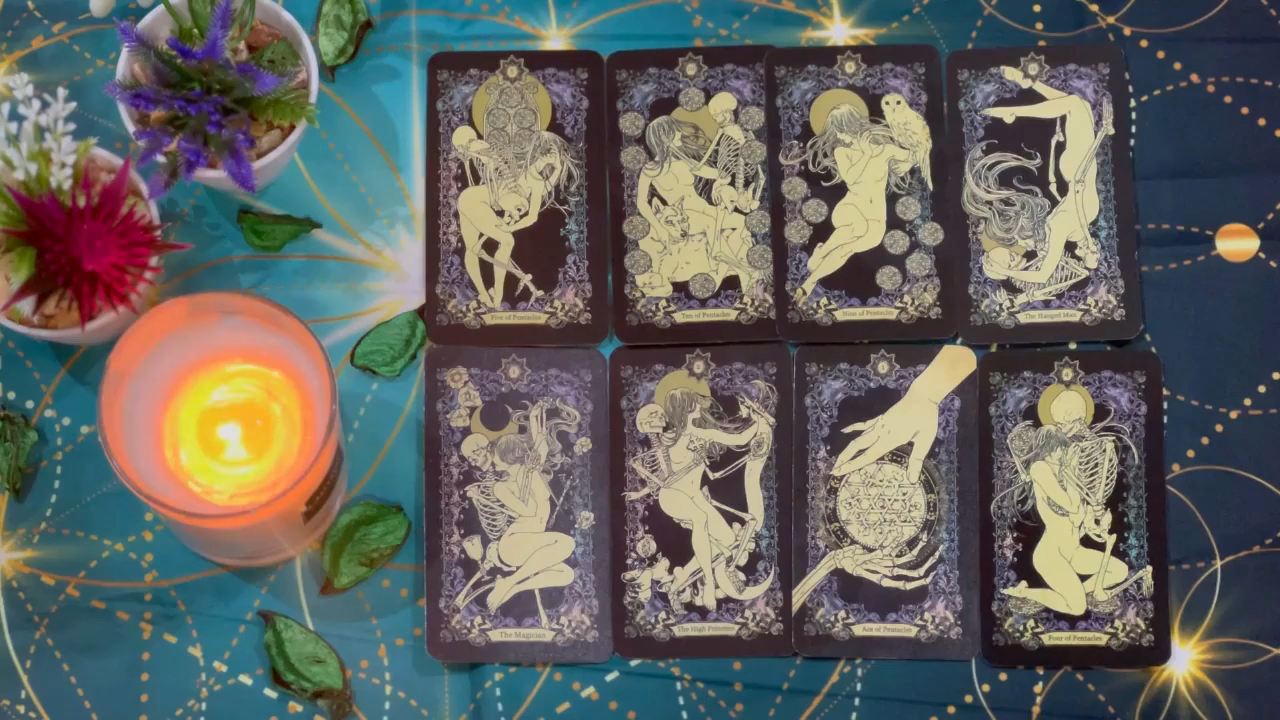 Five of Pentacles
Ten of Pentacles
Nine of Pentacles
The Hanged Man
The Magician
The High Priestess
Ace of Pentacles
Four of Pentacles